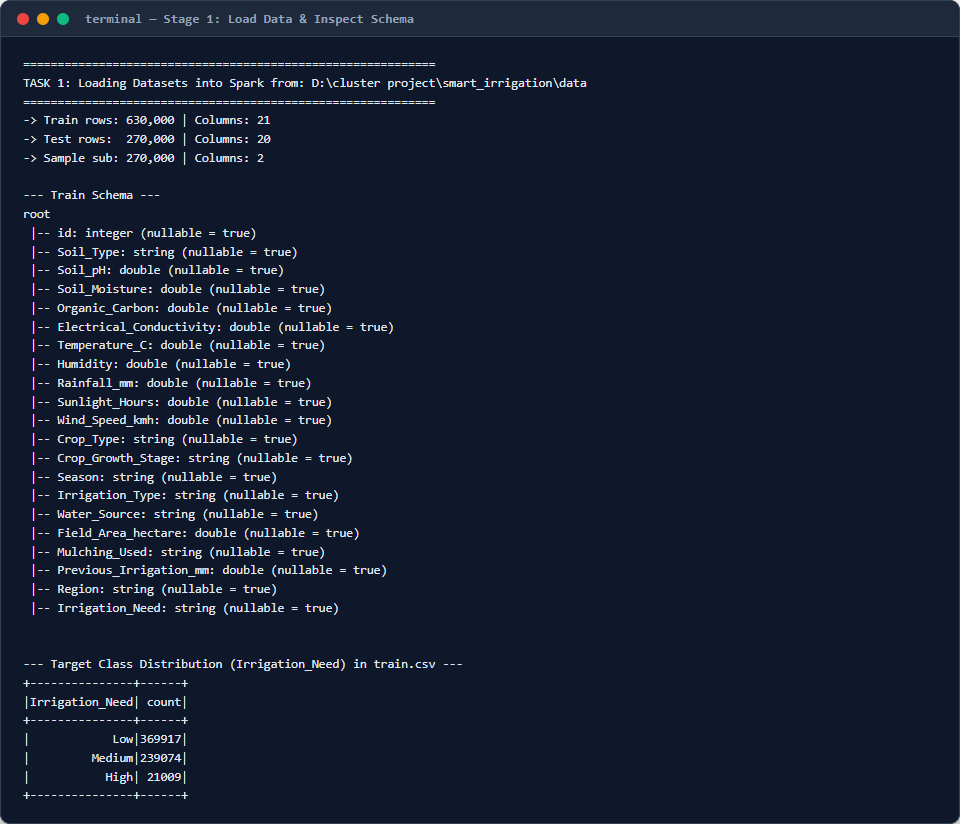 terminal — Stage 1: Load Data & Inspect Schema
============================================================
TASK 1: Loading Datasets into Spark from: D:\cluster project\smart_irrigation\data
============================================================
-> Train rows: 630,000 | Columns: 21
-> Test rows:  270,000 | Columns: 20
-> Sample sub: 270,000 | Columns: 2
--- Train Schema ---
root
 |-- id: integer (nullable = true)
 |-- Soil_Type: string (nullable = true)
 |-- Soil_pH: double (nullable = true)
 |-- Soil_Moisture: double (nullable = true)
 |-- Organic_Carbon: double (nullable = true)
 |-- Electrical_Conductivity: double (nullable = true)
 |-- Temperature_C: double (nullable = true)
 |-- Humidity: double (nullable = true)
 |-- Rainfall_mm: double (nullable = true)
 |-- Sunlight_Hours: double (nullable = true)
 |-- Wind_Speed_kmh: double (nullable = true)
 |-- Crop_Type: string (nullable = true)
 |-- Crop_Growth_Stage: string (nullable = true)
 |-- Season: string (nullable = true)
 |-- Irrigation_Type: string (nullable = true)
 |-- Water_Source: string (nullable = true)
 |-- Field_Area_hectare: double (nullable = true)
 |-- Mulching_Used: string (nullable = true)
 |-- Previous_Irrigation_mm: double (nullable = true)
 |-- Region: string (nullable = true)
 |-- Irrigation_Need: string (nullable = true)
--- Target Class Distribution (Irrigation_Need) in train.csv ---
+---------------+------+
|Irrigation_Need| count|
+---------------+------+
|            Low|369917|
|         Medium|239074|
|           High| 21009|
+---------------+------+